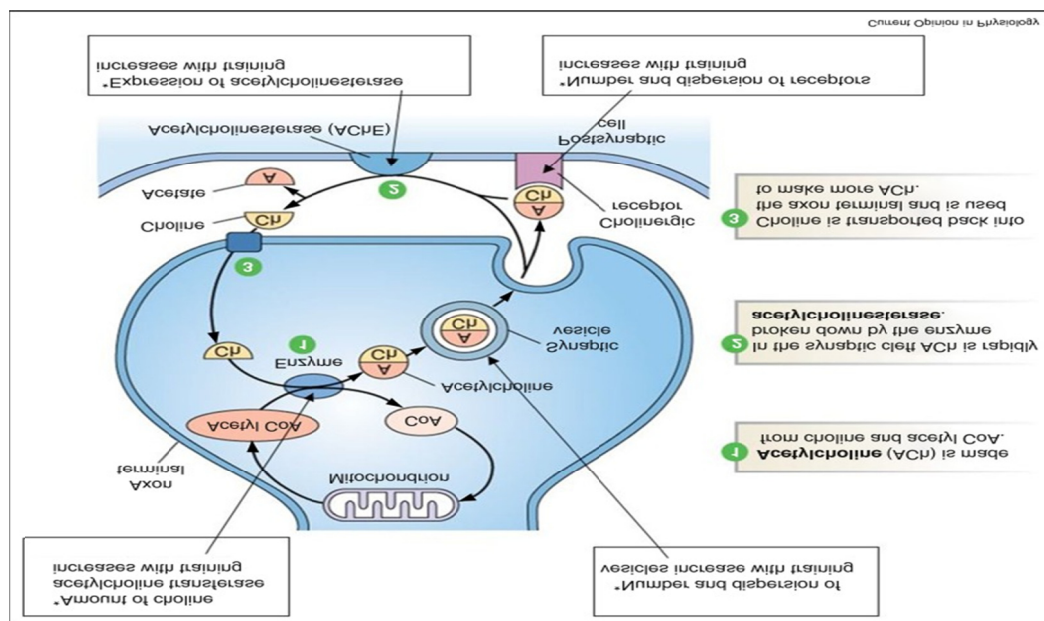 *Amount of choline
acetylcholine transferase
increases with training
*Number and dispersion of
vesicles increase with training
Axon
terminal
Mitochondrion
Acetyl CoA
CoA
Enzyme
1
Ch
A
Ch
Acetylcholine
A
Ch
Synaptic
vesicle
3
Choline
Ch
Acetate
A
2
A
Ch
Cholinergic
receptor
Acetylcholinesterase (AChE)
Postsynaptic
cell
1
Acetylcholine (ACh) is made
from choline and acetyl CoA.
2
In the synaptic cleft ACh is rapidly
broken down by the enzyme
acetylcholinesterase.
3
Choline is transported back into
the axon terminal and is used
to make more ACh.
*Expression of acetylcholinesterase
increases with training
*Number and dispersion of receptors
increases with training
Current Opinion in Physiology